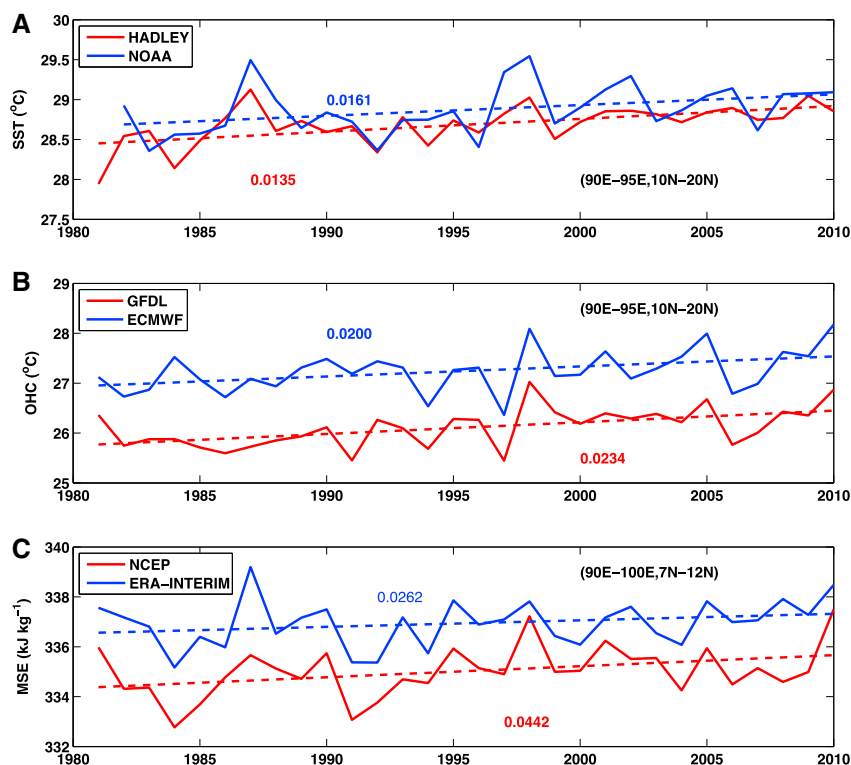 A
30
29.5
29
28.5
28
27.5
SST (°C)
HADLEY
NOAA
0.0161
0.0135
(90E−95E,10N−20N)
1980 1985 1990 1995 2000 2005 2010
B
29
28
27
26
25
OHC (°C)
GFDL
ECMWF
(90E−95E,10N−20N)
0.0200
0.0234
1980 1985 1990 1995 2000 2005 2010
C
340
338
336
334
332
MSE (kJ kg⁻¹)
NCEP
ERA−INTERIM
(90E−100E,7N−12N)
0.0262
0.0442
1980 1985 1990 1995 2000 2005 2010